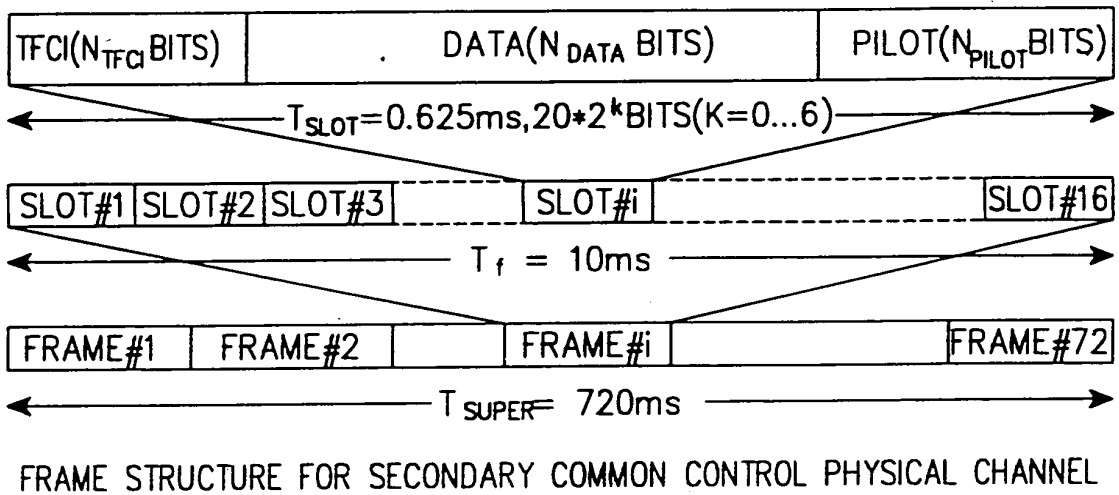 TFCI(N_TFCI BITS) DATA(N_DATA BITS) PILOT(N_PILOT BITS)
T_SLOT=0.625ms,20*2^k BITS(K=0...6)
SLOT#1 SLOT#2 SLOT#3 SLOT#i SLOT#16
T_f = 10ms
FRAME#1 FRAME#2 FRAME#i FRAME#72
T_SUPER= 720ms
FRAME STRUCTURE FOR SECONDARY COMMON CONTROL PHYSICAL CHANNEL